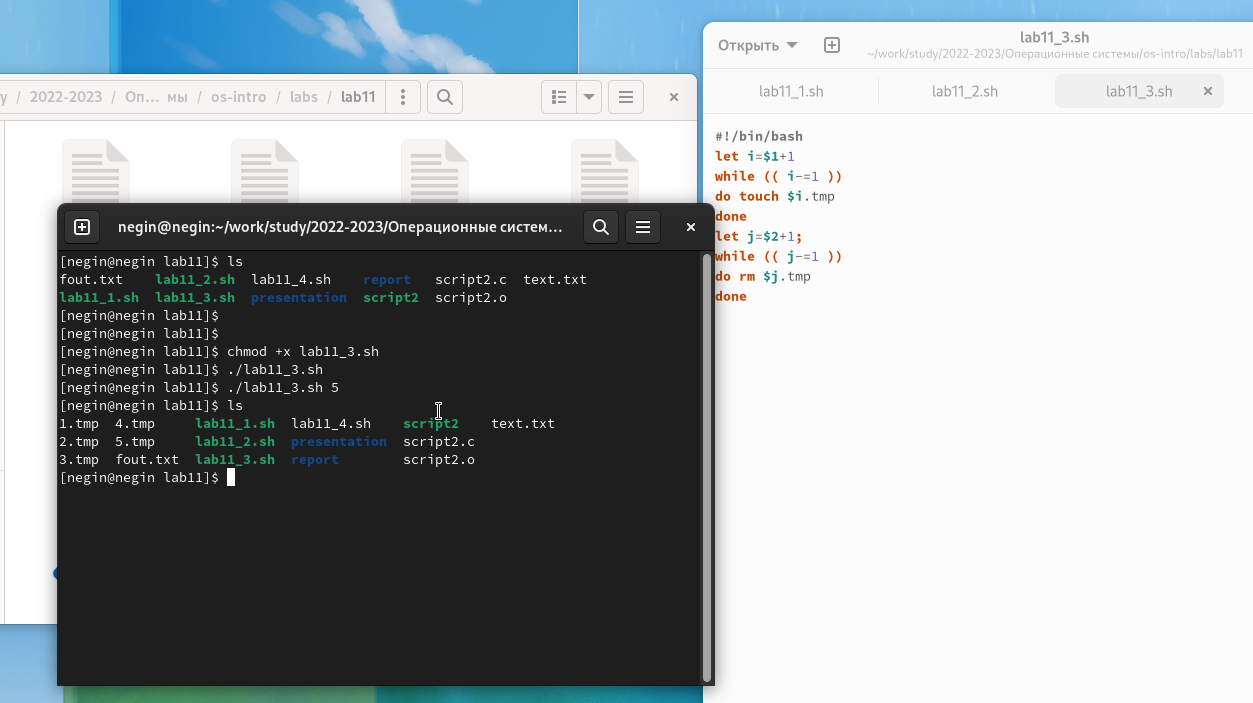 y / 2022-2023 / Оп… мы / os-intro / labs / lab11
negin@negin:~/work/study/2022-2023/Операционные систем…
[negin@negin lab11]$ ls
fout.txt lab11_2.sh lab11_4.sh report script2.c text.txt
lab11_1.sh lab11_3.sh presentation script2 script2.o
[negin@negin lab11]$
[negin@negin lab11]$
[negin@negin lab11]$ chmod +x lab11_3.sh
[negin@negin lab11]$ ./lab11_3.sh
[negin@negin lab11]$ ./lab11_3.sh 5
[negin@negin lab11]$ ls
1.tmp 4.tmp lab11_1.sh lab11_4.sh script2 text.txt
2.tmp 5.tmp lab11_2.sh presentation script2.c
3.tmp fout.txt lab11_3.sh report script2.o
[negin@negin lab11]$
Открыть
lab11_3.sh
~/work/study/2022-2023/Операционные системы/os-intro/labs/lab11
lab11_1.sh lab11_2.sh lab11_3.sh
#!/bin/bash
let i=$1+1
while (( i-=1 ))
do touch $i.tmp
done
let j=$2+1;
while (( j-=1 ))
do rm $j.tmp
done